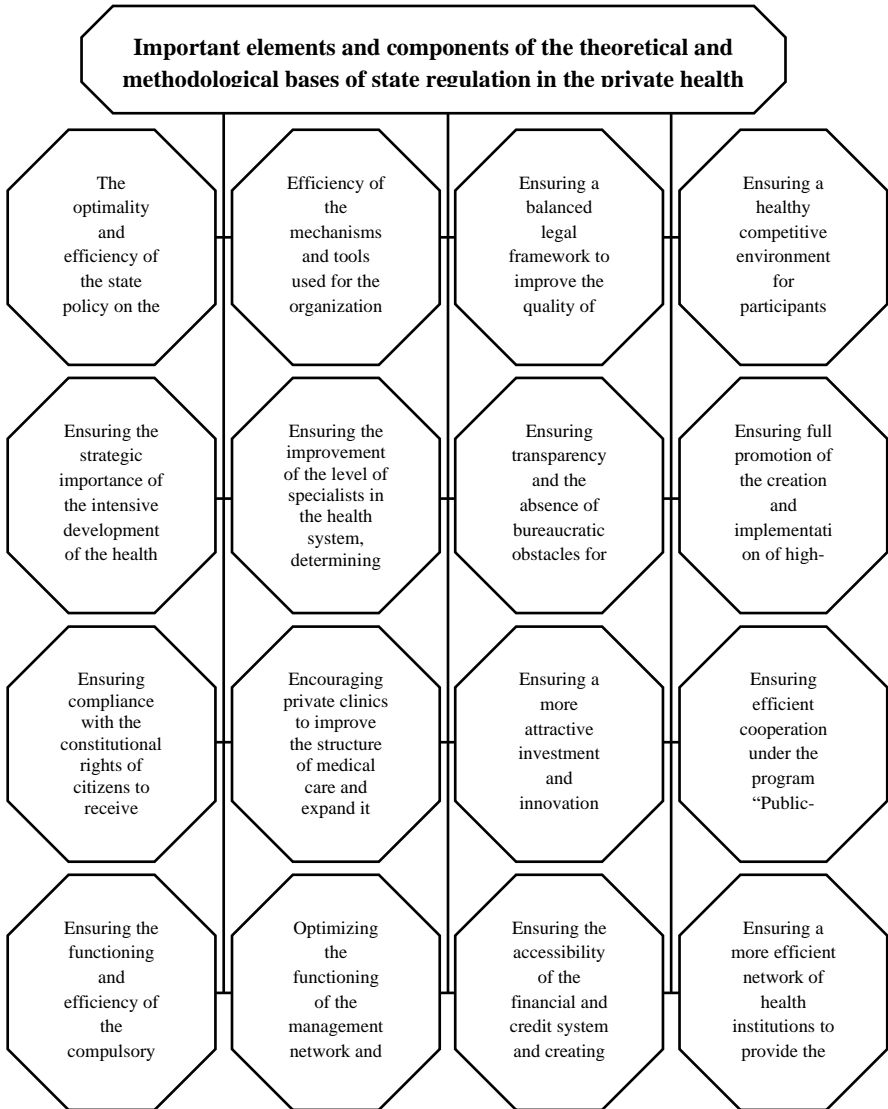 Important elements and components of the theoretical and
methodological bases of state regulation in the private health
The
optimality
and
efficiency of
the state
policy on the
Efficiency of
the
mechanisms
and tools
used for the
organization
Ensuring a
balanced
legal
framework to
improve the
quality of
Ensuring a
healthy
competitive
environment
for
participants
Ensuring the
strategic
importance of
the intensive
development
of the health
Ensuring the
improvement
of the level of
specialists in
the health
system,
determining
Ensuring
transparency
and the
absence of
bureaucratic
obstacles for
Ensuring full
promotion of
the creation
and
implementati
on of high-
Ensuring
compliance
with the
constitutional
rights of
citizens to
receive
Encouraging
private clinics
to improve
the structure
of medical
care and
expand it
Ensuring a
more
attractive
investment
and
innovation
Ensuring
efficient
cooperation
under the
program
“Public-
Ensuring the
functioning
and
efficiency of
the
compulsory
Optimizing
the
functioning
of the
management
network and
Ensuring the
accessibility
of the
financial and
credit system
and creating
Ensuring a
more efficient
network of
health
institutions to
provide the